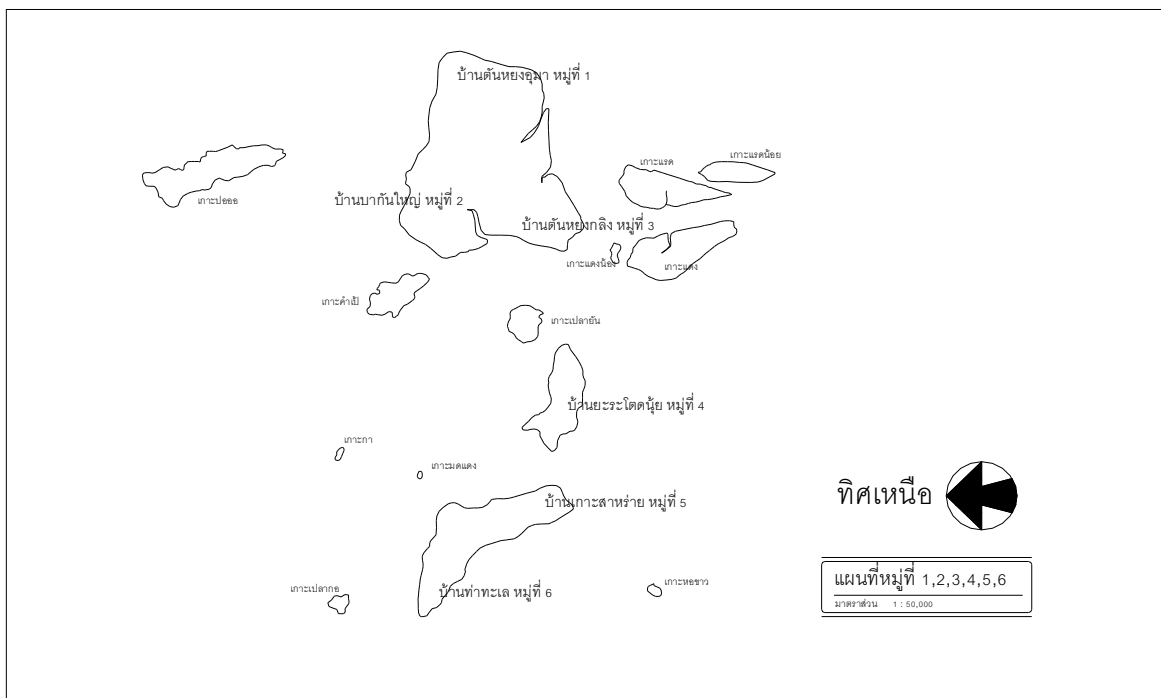 บ้านตันหยงอุมา หมู่ที่ 1
เกาะแรด
เกาะแรดน้อย
เกาะปอออ
บ้านบากันใหญ่ หมู่ที่ 2
บ้านตันหยงกลิง หมู่ที่ 3
เกาะแดงน้อง
เกาะแดง
เกาะคำเป้
เกาะเปลายัน
บ้านยะระโตดนุ้ย หมู่ที่ 4
เกาะกา
เกาะมดแดง
ทิศเหนือ
บ้านเกาะสาหร่าย หมู่ที่ 5
แผนที่หมู่ที่ 1,2,3,4,5,6
เกาะเปลากอ
บ้านท่าทะเล หมู่ที่ 6
เกาะหอขาว
มาตราส่วน 1 : 50,000